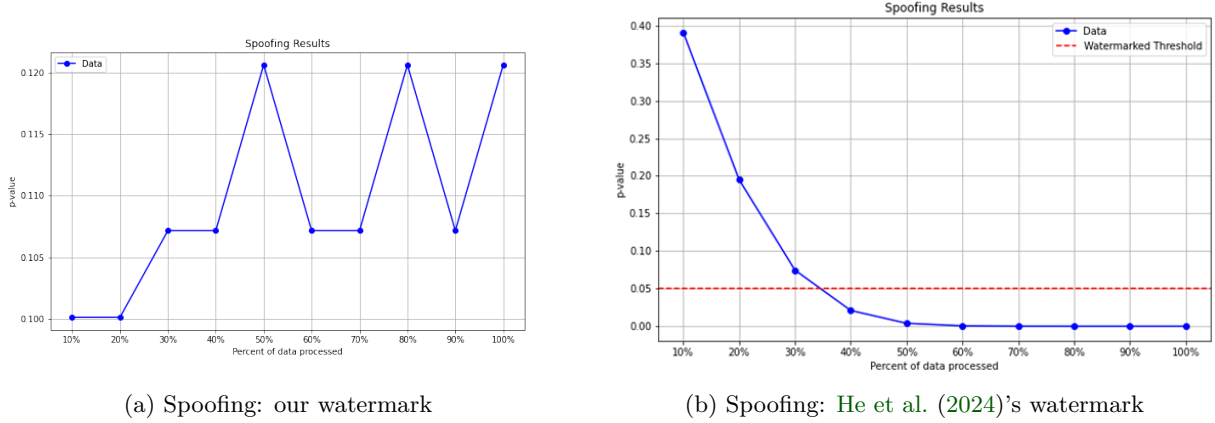 Spoofing Results
Data
0.120
0.115
0.110
0.105
0.100
p-value
10% 20% 30% 40% 50% 60% 70% 80% 90% 100%
Percent of data processed
(a) Spoofing: our watermark
Spoofing Results
Data
Watermarked Threshold
0.40
0.35
0.30
0.25
0.20
0.15
0.10
0.05
0.00
p-value
10% 20% 30% 40% 50% 60% 70% 80% 90% 100%
Percent of data processed
(b) Spoofing: He et al. (2024)'s watermark